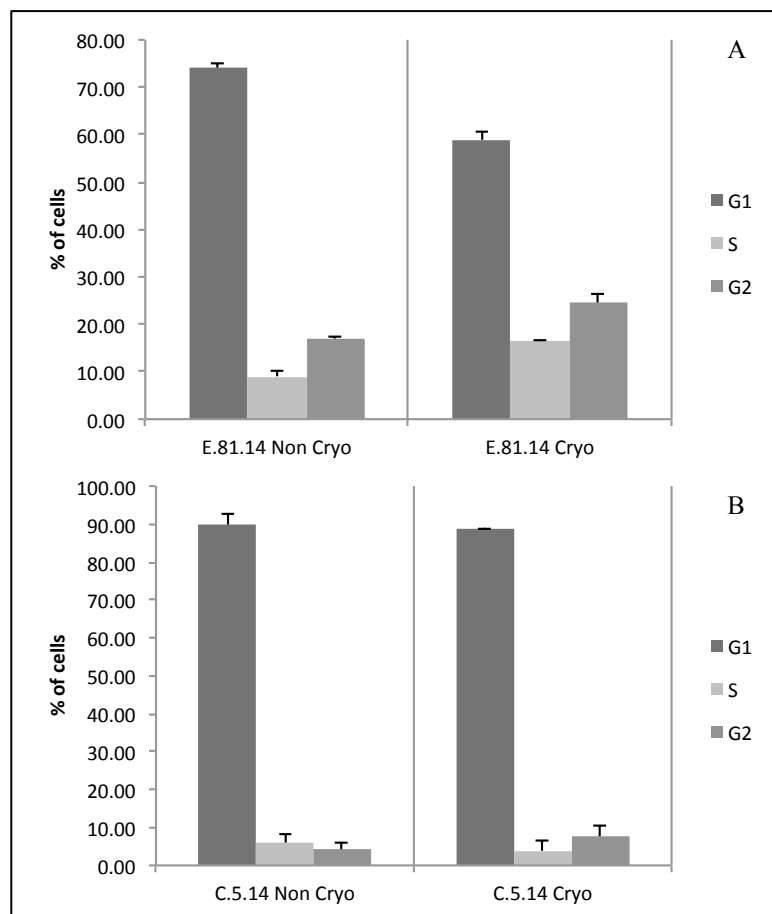 A
80.00
70.00
60.00
50.00
40.00
30.00
20.00
10.00
0.00
% of cells
E.81.14 Non Cryo
E.81.14 Cryo
G1
S
G2
B
100.00
90.00
80.00
70.00
60.00
50.00
40.00
30.00
20.00
10.00
0.00
% of cells
C.5.14 Non Cryo
C.5.14 Cryo
G1
S
G2